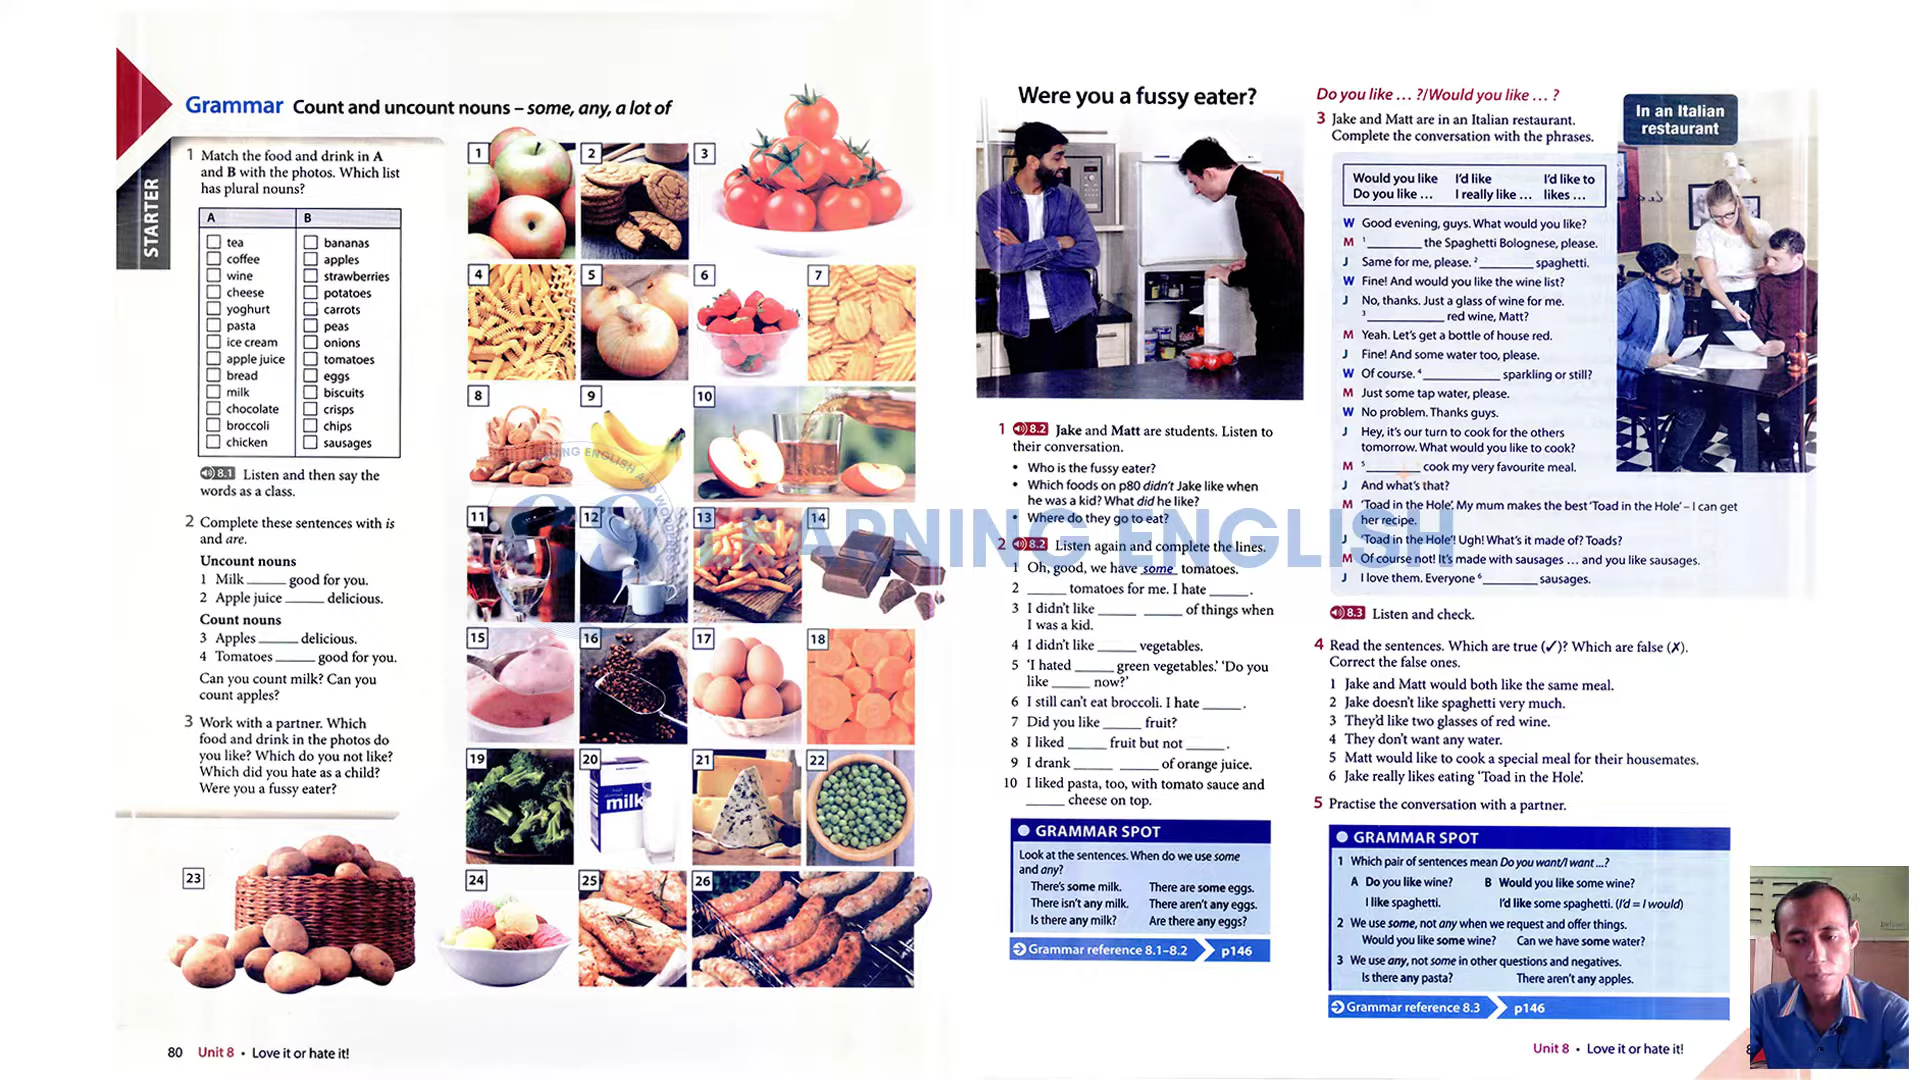 Grammar Count and uncount nouns – some, any, a lot of
STARTER
1 Match the food and drink in A
and B with the photos. Which list
has plural nouns?
A B
tea bananas
coffee apples
wine strawberries
cheese potatoes
yoghurt carrots
pasta peas
ice cream onions
apple juice tomatoes
bread eggs
milk biscuits
chocolate crisps
broccoli chips
chicken sausages
8.1 Listen and then say the
words as a class.
2 Complete these sentences with is
and are.
Uncount nouns
1 Milk _____ good for you.
2 Apple juice _____ delicious.
Count nouns
3 Apples _____ delicious.
4 Tomatoes _____ good for you.
Can you count milk? Can you
count apples?
3 Work with a partner. Which
food and drink in the photos do
you like? Which do you not like?
Which did you hate as a child?
Were you a fussy eater?
1 2 3
4 5 6 7
8 9 10
11 12 13 14
15 16 17 18
19 20 21 22
milk
23 24 25 26
80 Unit 8 • Love it or hate it!
LEARNING ENGLISH
Were you a fussy eater?
1 8.2 Jake and Matt are students. Listen to
their conversation.
• Who is the fussy eater?
• Which foods on p80 didn't Jake like when
he was a kid? What did he like?
• Where do they go to eat?
2 8.2 Listen again and complete the lines.
1 Oh, good, we have some tomatoes.
2 _____ tomatoes for me. I hate _____.
3 I didn't like _____ _____ of things when
I was a kid.
4 I didn't like _____ vegetables.
5 'I hated _____ green vegetables.' 'Do you
like _____ now?'
6 I still can't eat broccoli. I hate _____.
7 Did you like _____ fruit?
8 I liked _____ fruit but not _____.
9 I drank _____ _____ of orange juice.
10 I liked pasta, too, with tomato sauce and
_____ cheese on top.
GRAMMAR SPOT
Look at the sentences. When do we use some
and any?
There's some milk. There are some eggs.
There isn't any milk. There aren't any eggs.
Is there any milk? Are there any eggs?
Grammar reference 8.1–8.2 p146
Do you like … ?/Would you like … ?
3 Jake and Matt are in an Italian restaurant.
Complete the conversation with the phrases.
In an Italian
restaurant
Would you like I'd like I'd like to
Do you like … I really like … likes …
W Good evening, guys. What would you like?
M 1 _____ the Spaghetti Bolognese, please.
J Same for me, please. 2 _____ spaghetti.
W Fine! And would you like the wine list?
J No, thanks. Just a glass of wine for me.
3 _____ red wine, Matt?
M Yeah. Let's get a bottle of house red.
J Fine! And some water too, please.
W Of course. 4 _____ sparkling or still?
M Just some tap water, please.
W No problem. Thanks guys.
J Hey, it's our turn to cook for the others
tomorrow. What would you like to cook?
M 5 _____ cook my very favourite meal.
J And what's that?
M 'Toad in the Hole'. My mum makes the best 'Toad in the Hole' – I can get
her recipe.
J 'Toad in the Hole'! Ugh! What's it made of? Toads?
M Of course not! It's made with sausages … and you like sausages.
J I love them. Everyone 6 _____ sausages.
8.3 Listen and check.
4 Read the sentences. Which are true (✓)? Which are false (✗).
Correct the false ones.
1 Jake and Matt would both like the same meal.
2 Jake doesn't like spaghetti very much.
3 They'd like two glasses of red wine.
4 They don't want any water.
5 Matt would like to cook a special meal for their housemates.
6 Jake really likes eating 'Toad in the Hole'.
5 Practise the conversation with a partner.
GRAMMAR SPOT
1 Which pair of sentences mean Do you want/I want …?
A Do you like wine? B Would you like some wine?
I like spaghetti. I'd like some spaghetti. (I'd = I would)
2 We use some, not any when we request and offer things.
Would you like some wine? Can we have some water?
3 We use any, not some in other questions and negatives.
Is there any pasta? There aren't any apples.
Grammar reference 8.3 p146
Unit 8 • Love it or hate it!